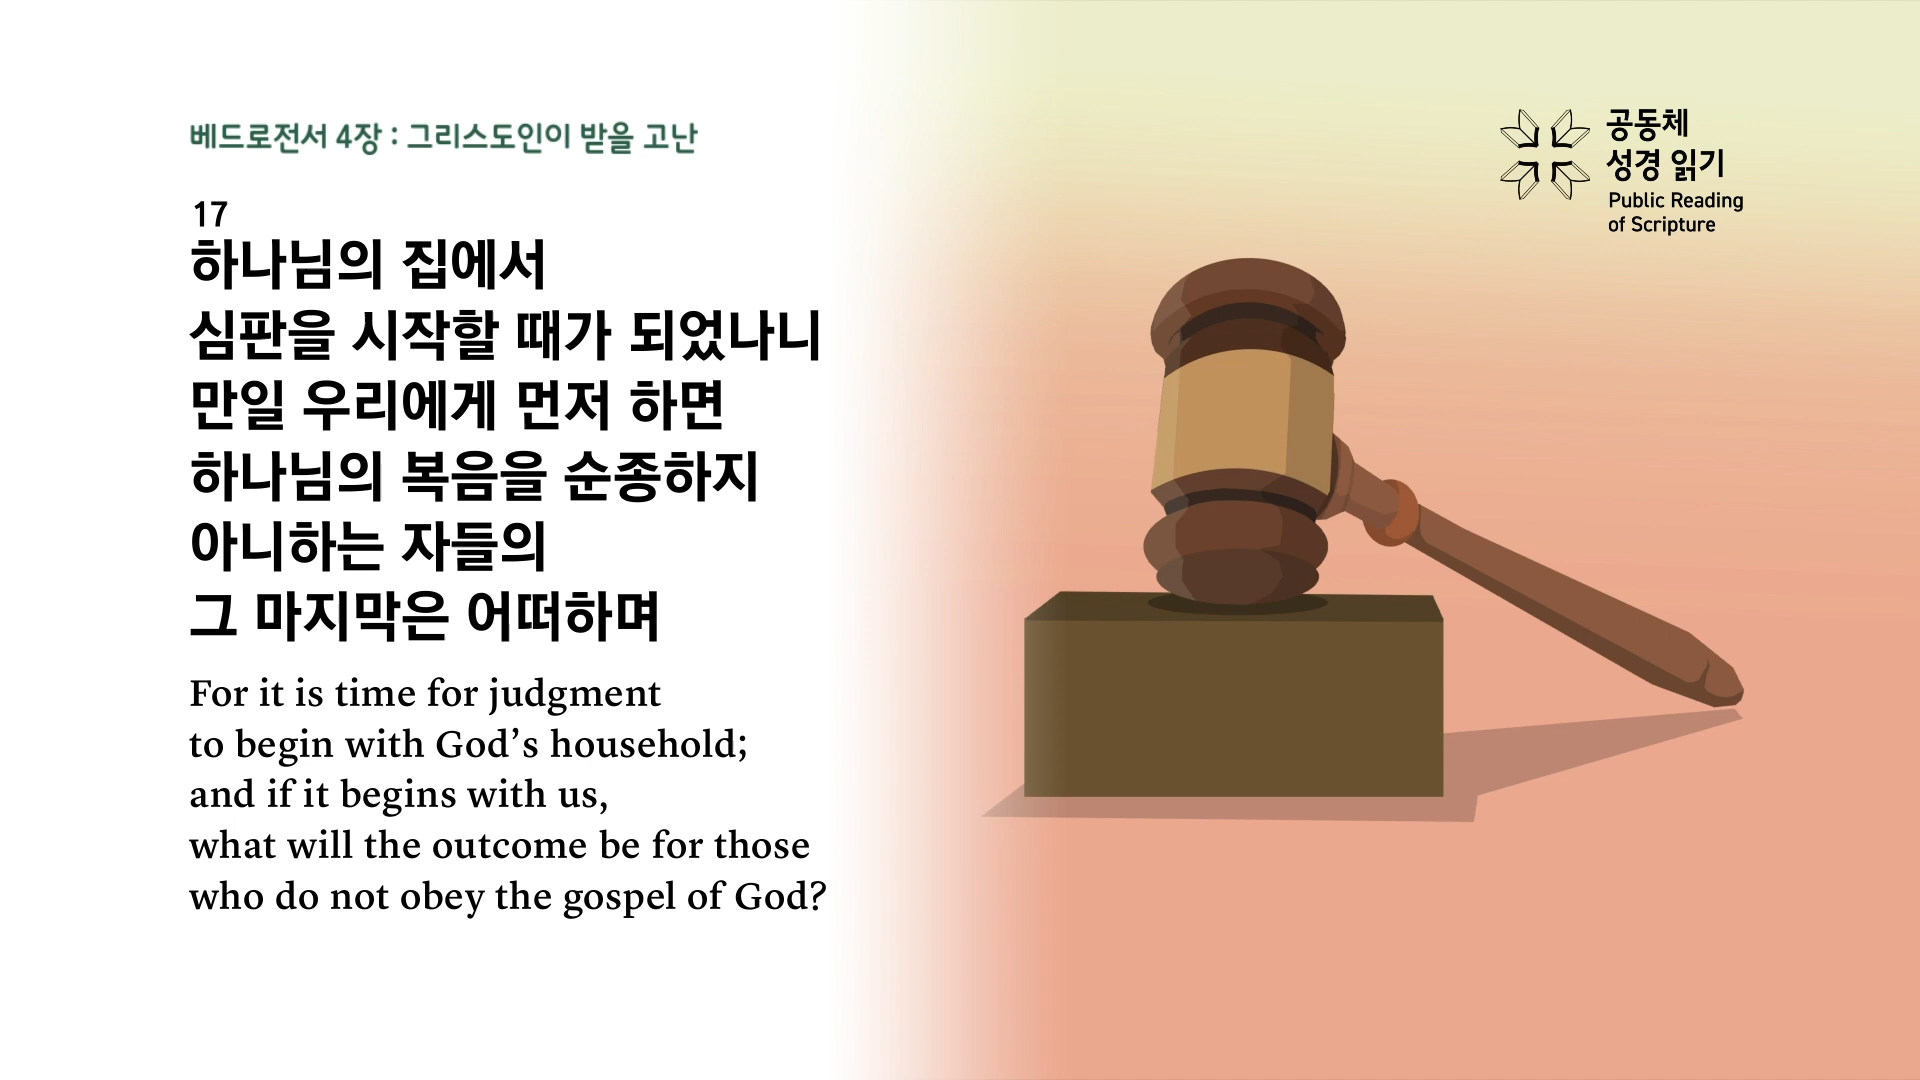 베드로전서 4장 : 그리스도인이 받을 고난
17
하나님의 집에서
심판을 시작할 때가 되었나니
만일 우리에게 먼저 하면
하나님의 복음을 순종하지
아니하는 자들의
그 마지막은 어떠하며
For it is time for judgment
to begin with God’s household;
and if it begins with us,
what will the outcome be for those
who do not obey the gospel of God?
공동체
성경 읽기
Public Reading
of Scripture